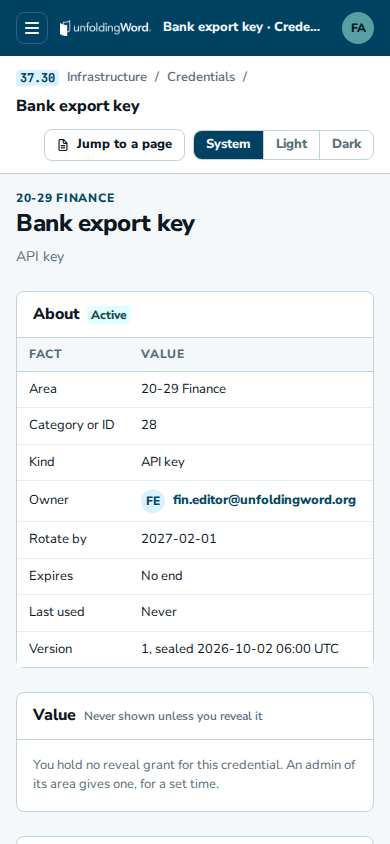 unfoldingWord. Bank export key · Crede... FA
37.30 Infrastructure / Credentials /
Bank export key
Jump to a page System Light Dark
20-29 FINANCE
Bank export key
API key
About Active
FACT VALUE
Area 20-29 Finance
Category or ID 28
Kind API key
Owner FE fin.editor@unfoldingword.org
Rotate by 2027-02-01
Expires No end
Last used Never
Version 1, sealed 2026-10-02 06:00 UTC
Value Never shown unless you reveal it
You hold no reveal grant for this credential. An admin of
its area gives one, for a set time.